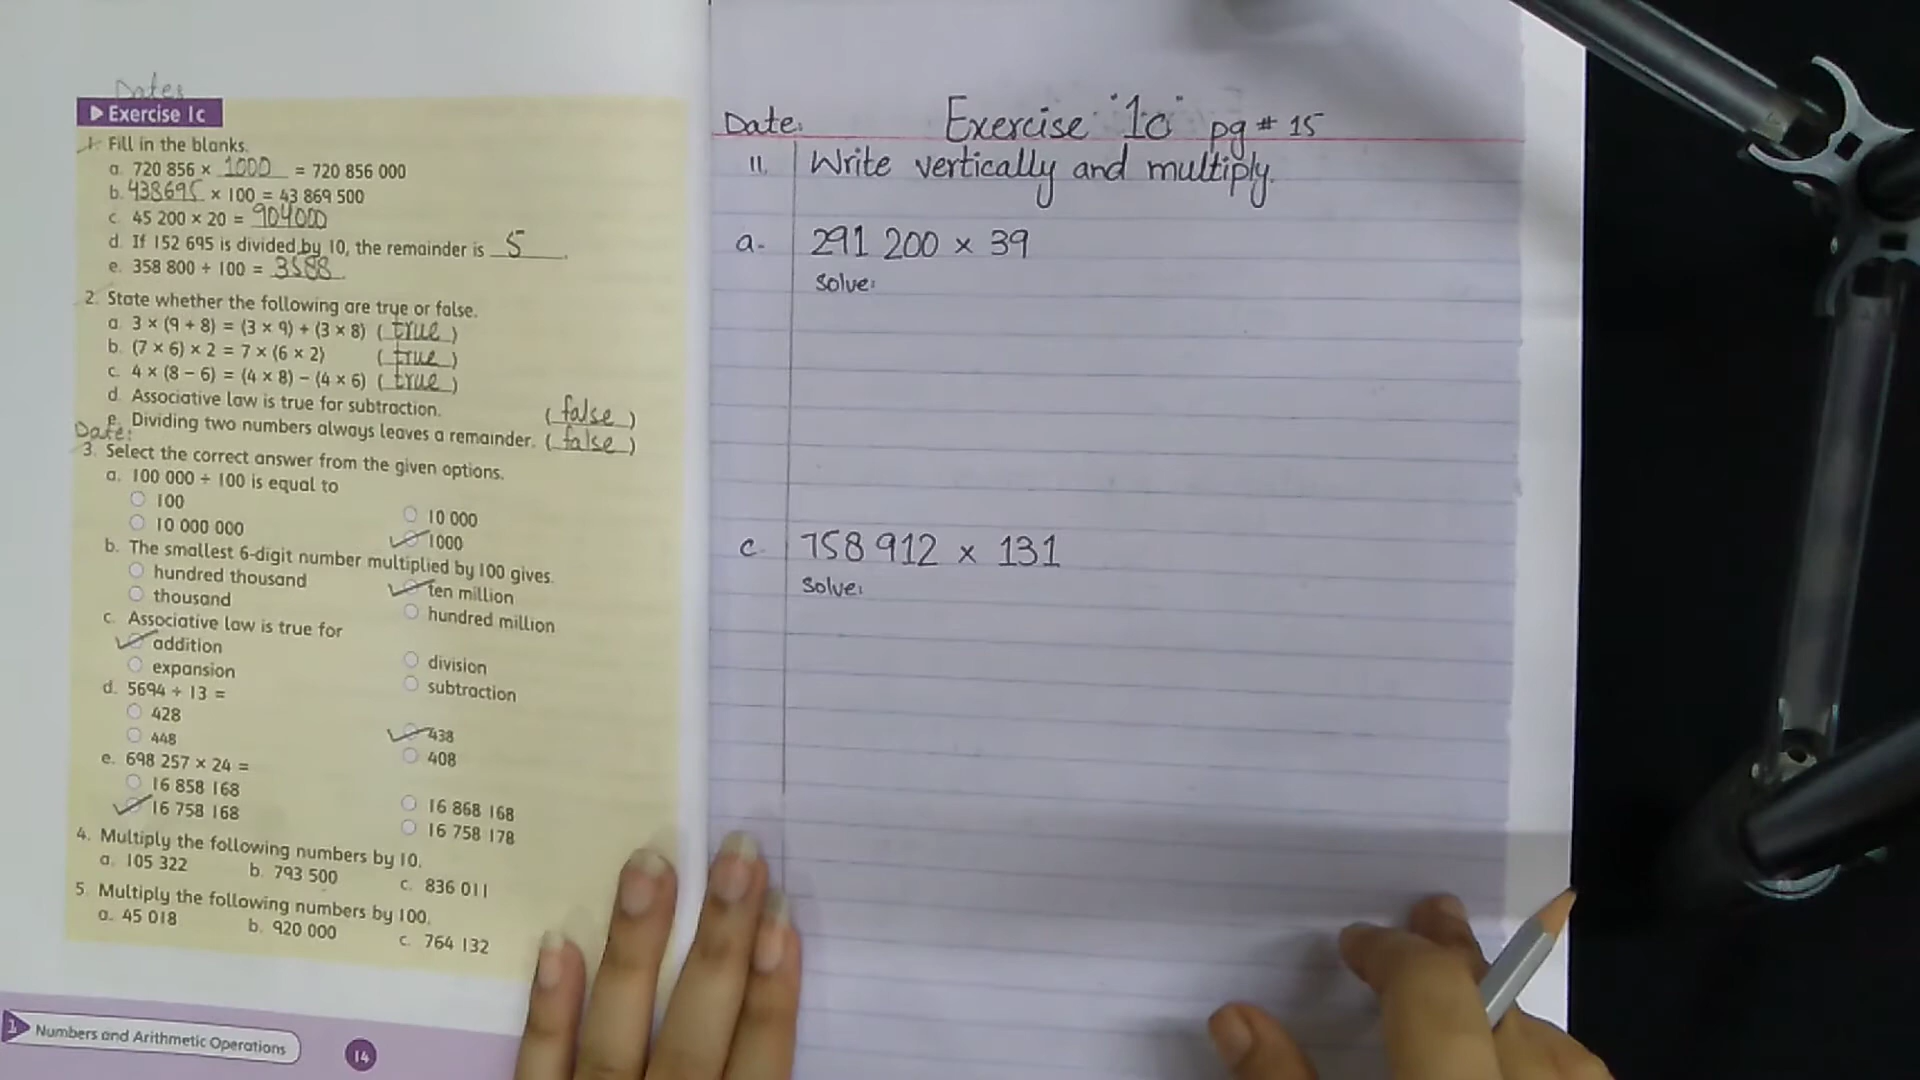 Dates
Exercise 1c
1. Fill in the blanks.
a. 720 856 × 1000 = 720 856 000
b. 438695 × 100 = 43 869 500
c. 45 200 × 20 = 904000
d. If 152 695 is divided by 10, the remainder is 5.
e. 358 800 ÷ 100 = 3588
2. State whether the following are true or false.
a. 3 × (9 + 8) = (3 × 9) + (3 × 8) (true)
b. (7 × 6) × 2 = 7 × (6 × 2) (true)
c. 4 × (8 − 6) = (4 × 8) − (4 × 6) (true)
d. Associative law is true for subtraction. (false)
e. Dividing two numbers always leaves a remainder. (false)
Date:
3. Select the correct answer from the given options.
a. 100 000 ÷ 100 is equal to
100 10 000
10 000 000 1000
b. The smallest 6-digit number multiplied by 100 gives.
hundred thousand ten million
thousand hundred million
c. Associative law is true for
addition division
expansion subtraction
d. 5694 ÷ 13 =
428 438
448 408
e. 698 257 × 24 =
16 858 168 16 868 168
16 758 168 16 758 178
4. Multiply the following numbers by 10.
a. 105 322 b. 793 500 c. 836 011
5. Multiply the following numbers by 100.
a. 45 018 b. 920 000 c. 764 132
1 Numbers and Arithmetic Operations 14
Date: Exercise "1c" pg # 15
11. Write vertically and multiply.
a. 291 200 × 39
Solve:
c. 758 912 × 131
Solve: